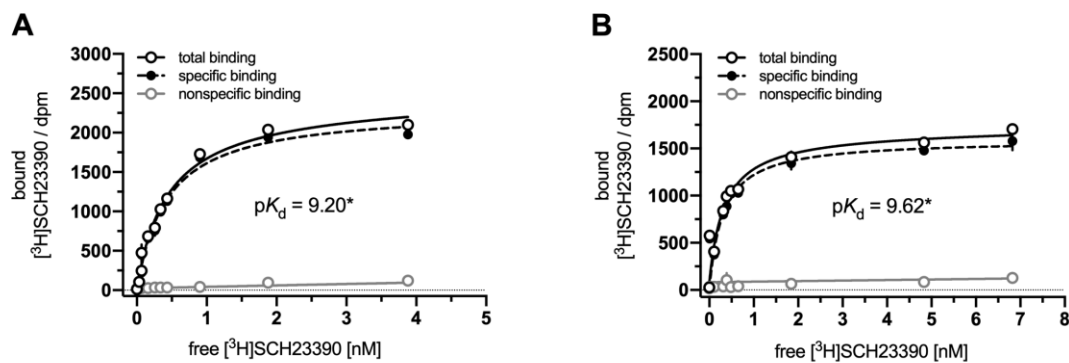 A
bound
[³H]SCH23390 / dpm
3000
2500
2000
1500
1000
500
0
total binding
specific binding
nonspecific binding
pKd = 9.20*
0 1 2 3 4 5
free [³H]SCH23390 [nM]
B
bound
[³H]SCH23390 / dpm
2500
2000
1500
1000
500
0
total binding
specific binding
nonspecific binding
pKd = 9.62*
0 1 2 3 4 5 6 7 8
free [³H]SCH23390 [nM]